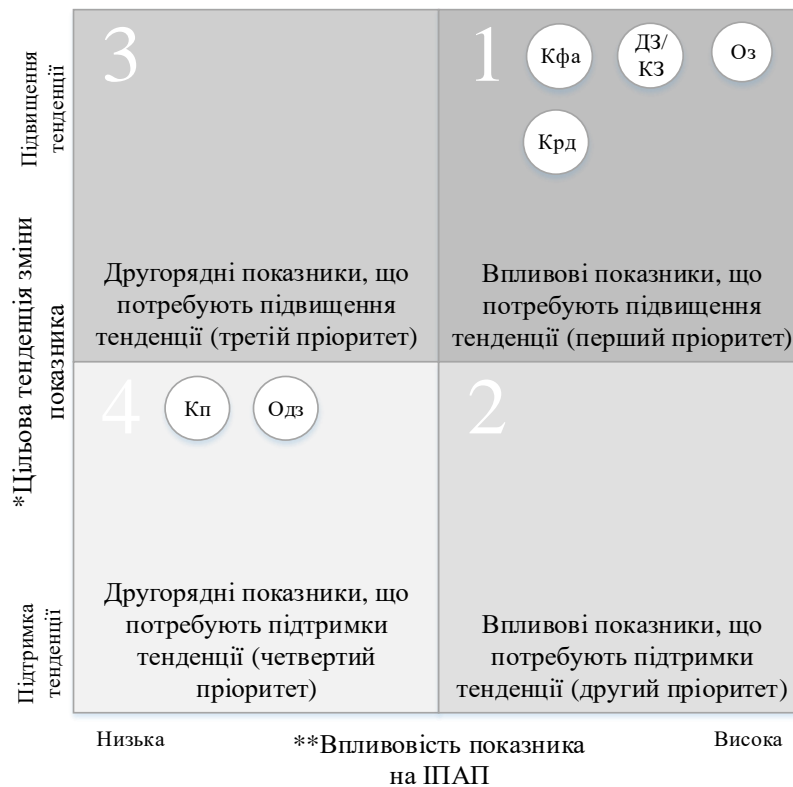 Підвищення
тенденції
3
1
Кфа
ДЗ/
КЗ
Оз
Крд
Другорядні показники, що
потребують підвищення
тенденції (третій пріоритет)
Впливові показники, що
потребують підвищення
тенденції (перший пріоритет)
*Цільова тенденція зміни
показника
4
Кп
Одз
2
Другорядні показники, що
потребують підтримки
тенденції (четвертий
пріоритет)
Впливові показники, що
потребують підтримки
тенденції (другий пріоритет)
Підтримка
тенденції
Низька
**Впливовість показника
на ІПАП
Висока